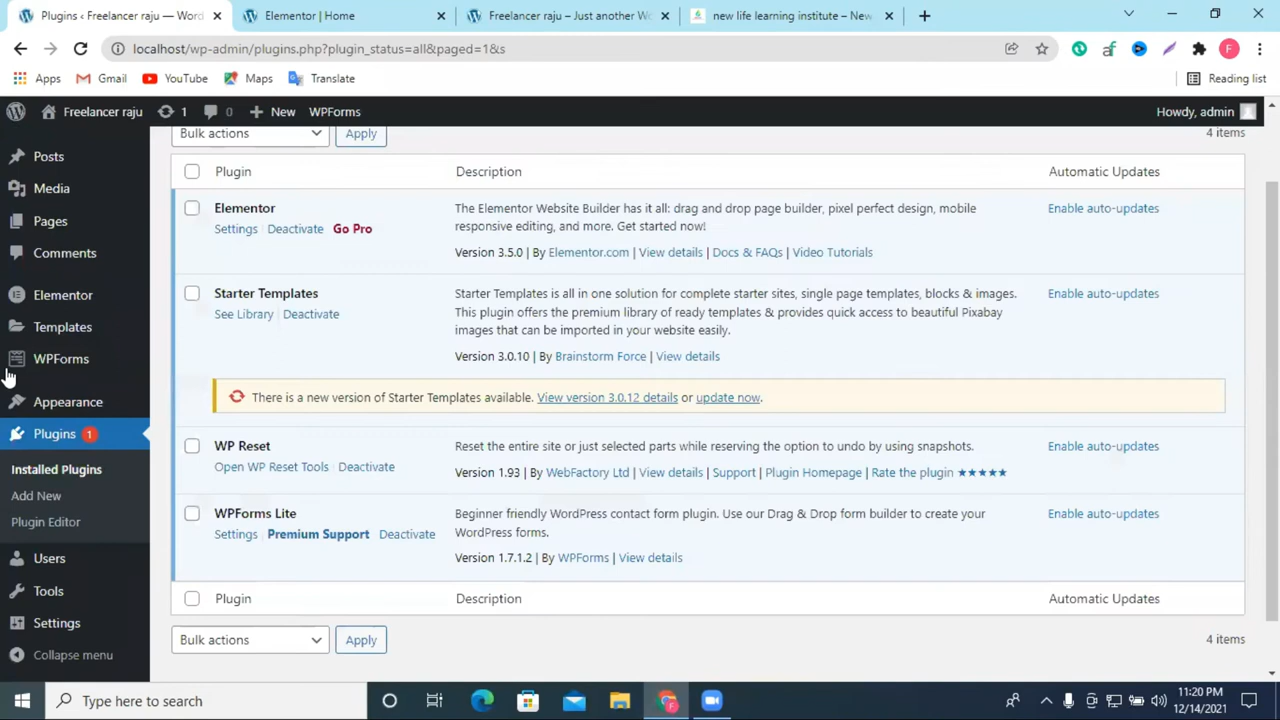 Plugins ‹ Freelancer raju — Word
Elementor | Home
Freelancer raju – Just another Wo
new life learning institute – New
localhost/wp-admin/plugins.php?plugin_status=all&paged=1&s
F
Apps
Gmail
YouTube
Maps
Translate
Reading list
Freelancer raju
1
0
New
WPForms
Howdy, admin
Posts
Media
Pages
Comments
Elementor
Templates
WPForms
Appearance
Plugins 1
Installed Plugins
Add New
Plugin Editor
Users
Tools
Settings
Collapse menu
Bulk actions
Apply
4 items
Plugin
Description
Automatic Updates
Elementor
Settings
Deactivate
Go Pro
The Elementor Website Builder has it all: drag and drop page builder, pixel perfect design, mobile
responsive editing, and more. Get started now!
Version 3.5.0 | By Elementor.com | View details | Docs & FAQs | Video Tutorials
Enable auto-updates
Starter Templates
See Library | Deactivate
Starter Templates is all in one solution for complete starter sites, single page templates, blocks & images.
This plugin offers the premium library of ready templates & provides quick access to beautiful Pixabay
images that can be imported in your website easily.
Version 3.0.10 | By Brainstorm Force | View details
Enable auto-updates
There is a new version of Starter Templates available. View version 3.0.12 details or update now.
WP Reset
Open WP Reset Tools | Deactivate
Reset the entire site or just selected parts while reserving the option to undo by using snapshots.
Version 1.93 | By WebFactory Ltd | View details | Support | Plugin Homepage | Rate the plugin ★★★★★
Enable auto-updates
WPForms Lite
Settings
Premium Support
Deactivate
Beginner friendly WordPress contact form plugin. Use our Drag & Drop form builder to create your
WordPress forms.
Version 1.7.1.2 | By WPForms | View details
Enable auto-updates
Plugin
Description
Automatic Updates
Bulk actions
Apply
4 items
Type here to search
11:20 PM
12/14/2021